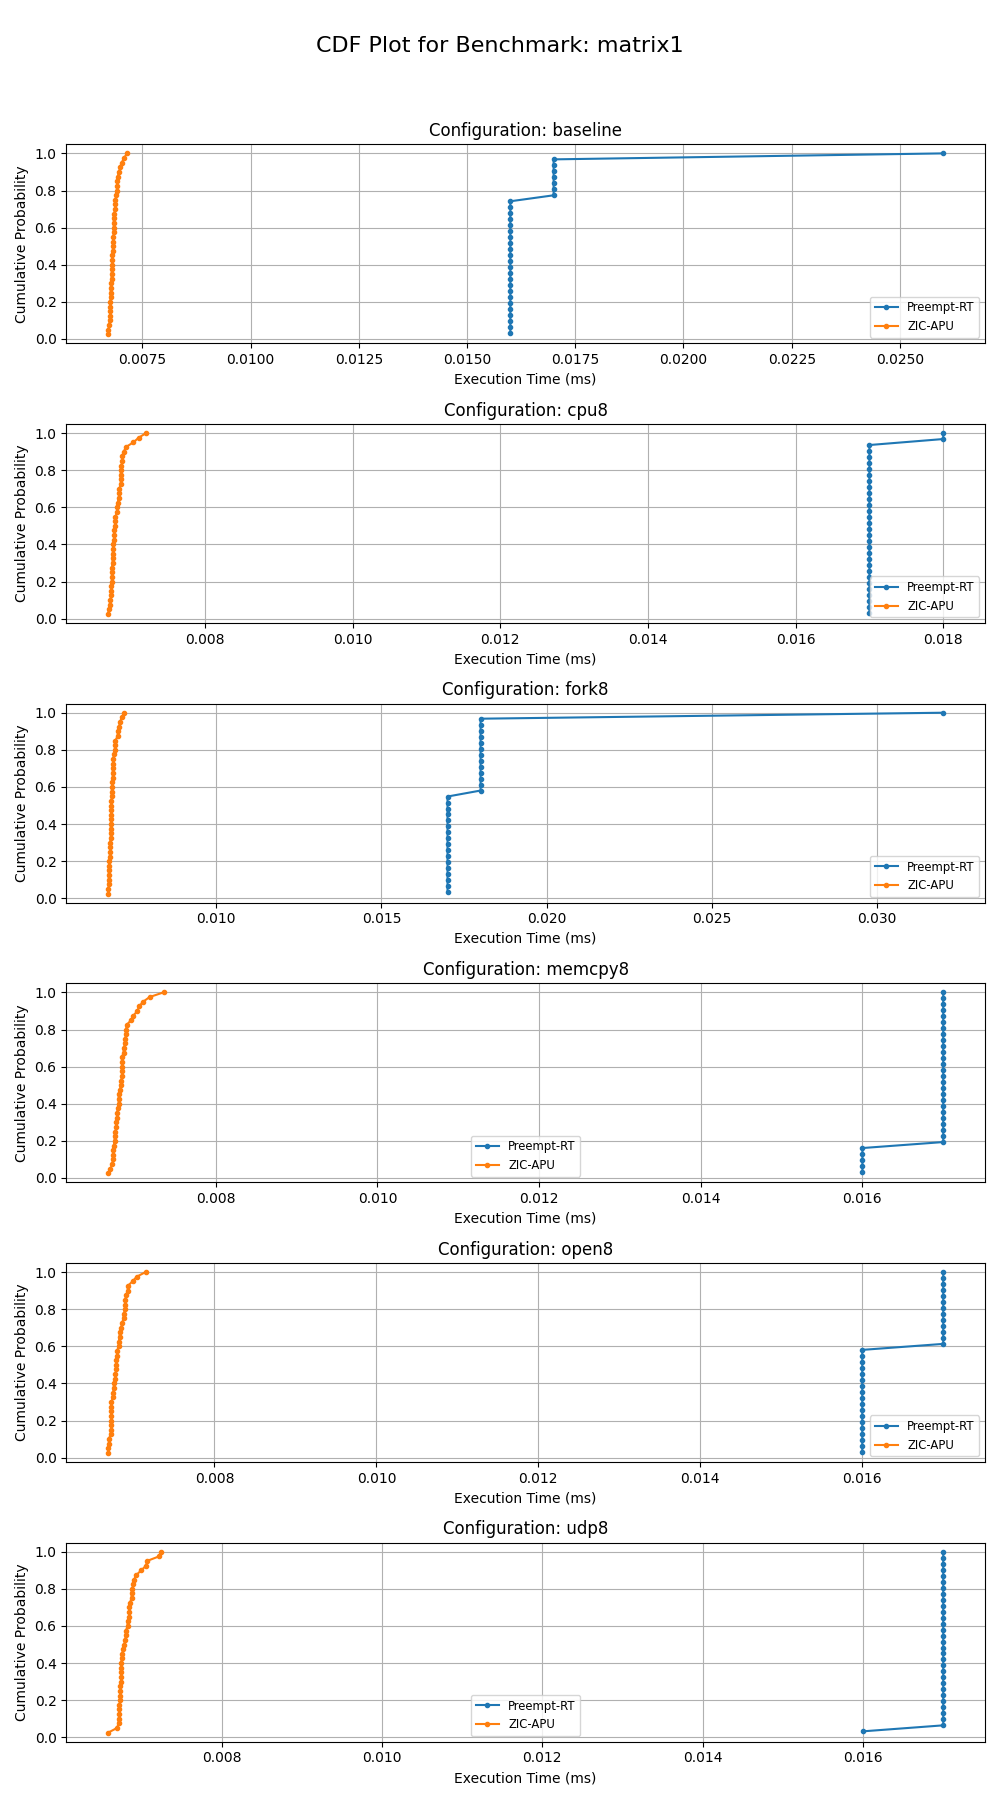 CDF Plot for Benchmark: matrix1
Configuration: baseline
Cumulative Probability
1.0
0.8
0.6
0.4
0.2
0.0
Preempt-RT
ZIC-APU
0.0075 0.0100 0.0125 0.0150 0.0175 0.0200 0.0225 0.0250
Execution Time (ms)
Configuration: cpu8
Cumulative Probability
1.0
0.8
0.6
0.4
0.2
0.0
Preempt-RT
ZIC-APU
0.008 0.010 0.012 0.014 0.016 0.018
Execution Time (ms)
Configuration: fork8
Cumulative Probability
1.0
0.8
0.6
0.4
0.2
0.0
Preempt-RT
ZIC-APU
0.010 0.015 0.020 0.025 0.030
Execution Time (ms)
Configuration: memcpy8
Cumulative Probability
1.0
0.8
0.6
0.4
0.2
0.0
Preempt-RT
ZIC-APU
0.008 0.010 0.012 0.014 0.016
Execution Time (ms)
Configuration: open8
Cumulative Probability
1.0
0.8
0.6
0.4
0.2
0.0
Preempt-RT
ZIC-APU
0.008 0.010 0.012 0.014 0.016
Execution Time (ms)
Configuration: udp8
Cumulative Probability
1.0
0.8
0.6
0.4
0.2
0.0
Preempt-RT
ZIC-APU
0.008 0.010 0.012 0.014 0.016
Execution Time (ms)